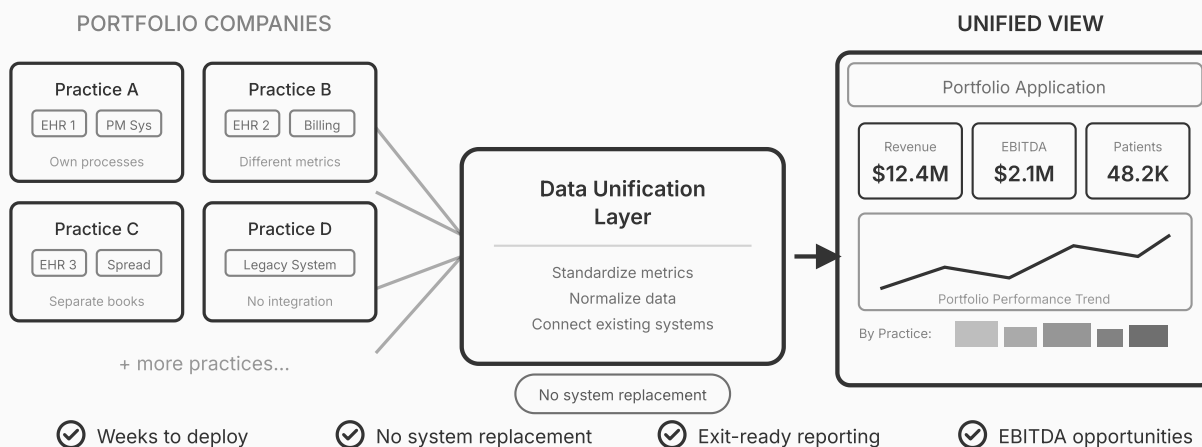 PORTFOLIO COMPANIES
UNIFIED VIEW
Practice A
EHR 1
PM Sys
Own processes
Practice B
EHR 2
Billing
Different metrics
Practice C
EHR 3
Spread
Separate books
Practice D
Legacy System
No integration
+ more practices...
Data Unification
Layer
Standardize metrics
Normalize data
Connect existing systems
No system replacement
Portfolio Application
Revenue
$12.4M
EBITDA
$2.1M
Patients
48.2K
Portfolio Performance Trend
By Practice:
Weeks to deploy
No system replacement
Exit-ready reporting
EBITDA opportunities